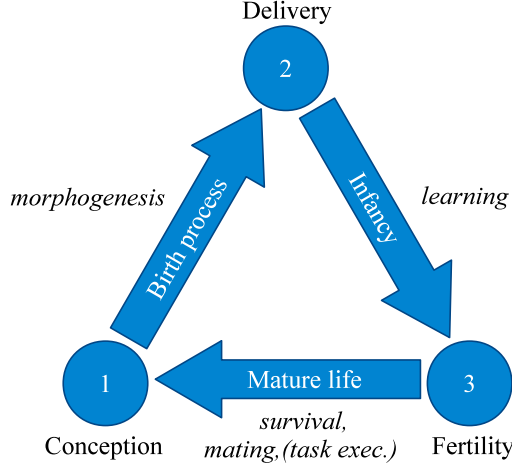 Delivery
2
morphogenesis
Birth process
Infancy
learning
1
Mature life
3
Conception
survival,
mating,(task exec.)
Fertility